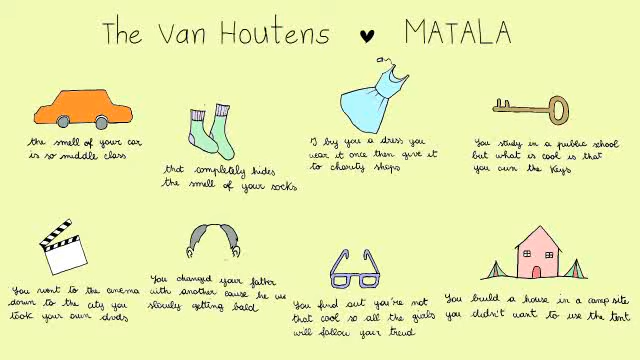 The Van Houtens ♥ MATALA
the smell of your car
is so middle class
that completely hides
the smell of your socks
I buy you a dress you
wear it once then give it
to charity shops
You study in a public school
but what is cool is that
you own the keys
You went to the cinema
down to the city you
took your own dvds
You changed your father
with another cause he was
slowly getting bald
You find out you're not
that cool so all the girls
will follow your trend
You build a house in a camp site
you didn't want to use the tent